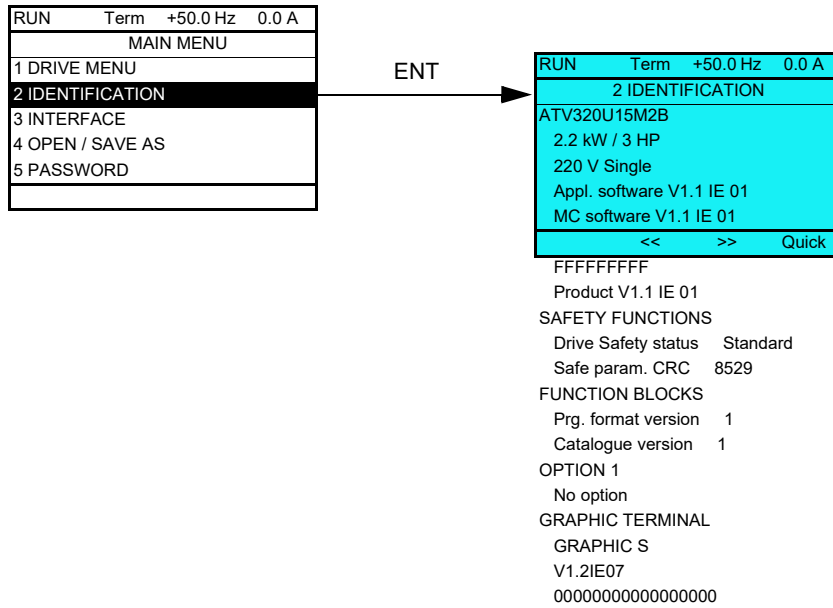 RUN Term +50.0 Hz 0.0 A
MAIN MENU
1 DRIVE MENU
2 IDENTIFICATION
3 INTERFACE
4 OPEN / SAVE AS
5 PASSWORD
ENT
RUN Term +50.0 Hz 0.0 A
2 IDENTIFICATION
ATV320U15M2B
2.2 kW / 3 HP
220 V Single
Appl. software V1.1 IE 01
MC software V1.1 IE 01
<< >> Quick
FFFFFFFFF
Product V1.1 IE 01
SAFETY FUNCTIONS
Drive Safety status Standard
Safe param. CRC 8529
FUNCTION BLOCKS
Prg. format version 1
Catalogue version 1
OPTION 1
No option
GRAPHIC TERMINAL
GRAPHIC S
V1.2IE07
00000000000000000